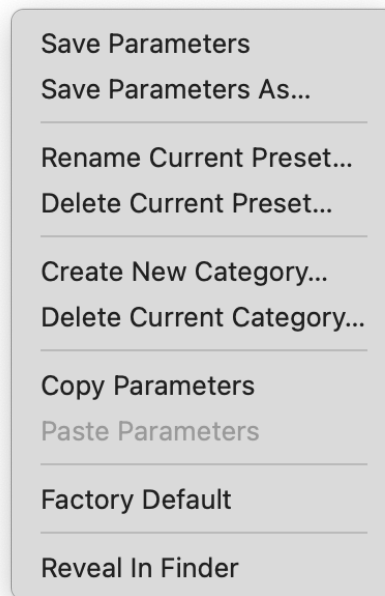 Save Parameters
Save Parameters As...
Rename Current Preset...
Delete Current Preset...
Create New Category...
Delete Current Category...
Copy Parameters
Paste Parameters
Factory Default
Reveal In Finder